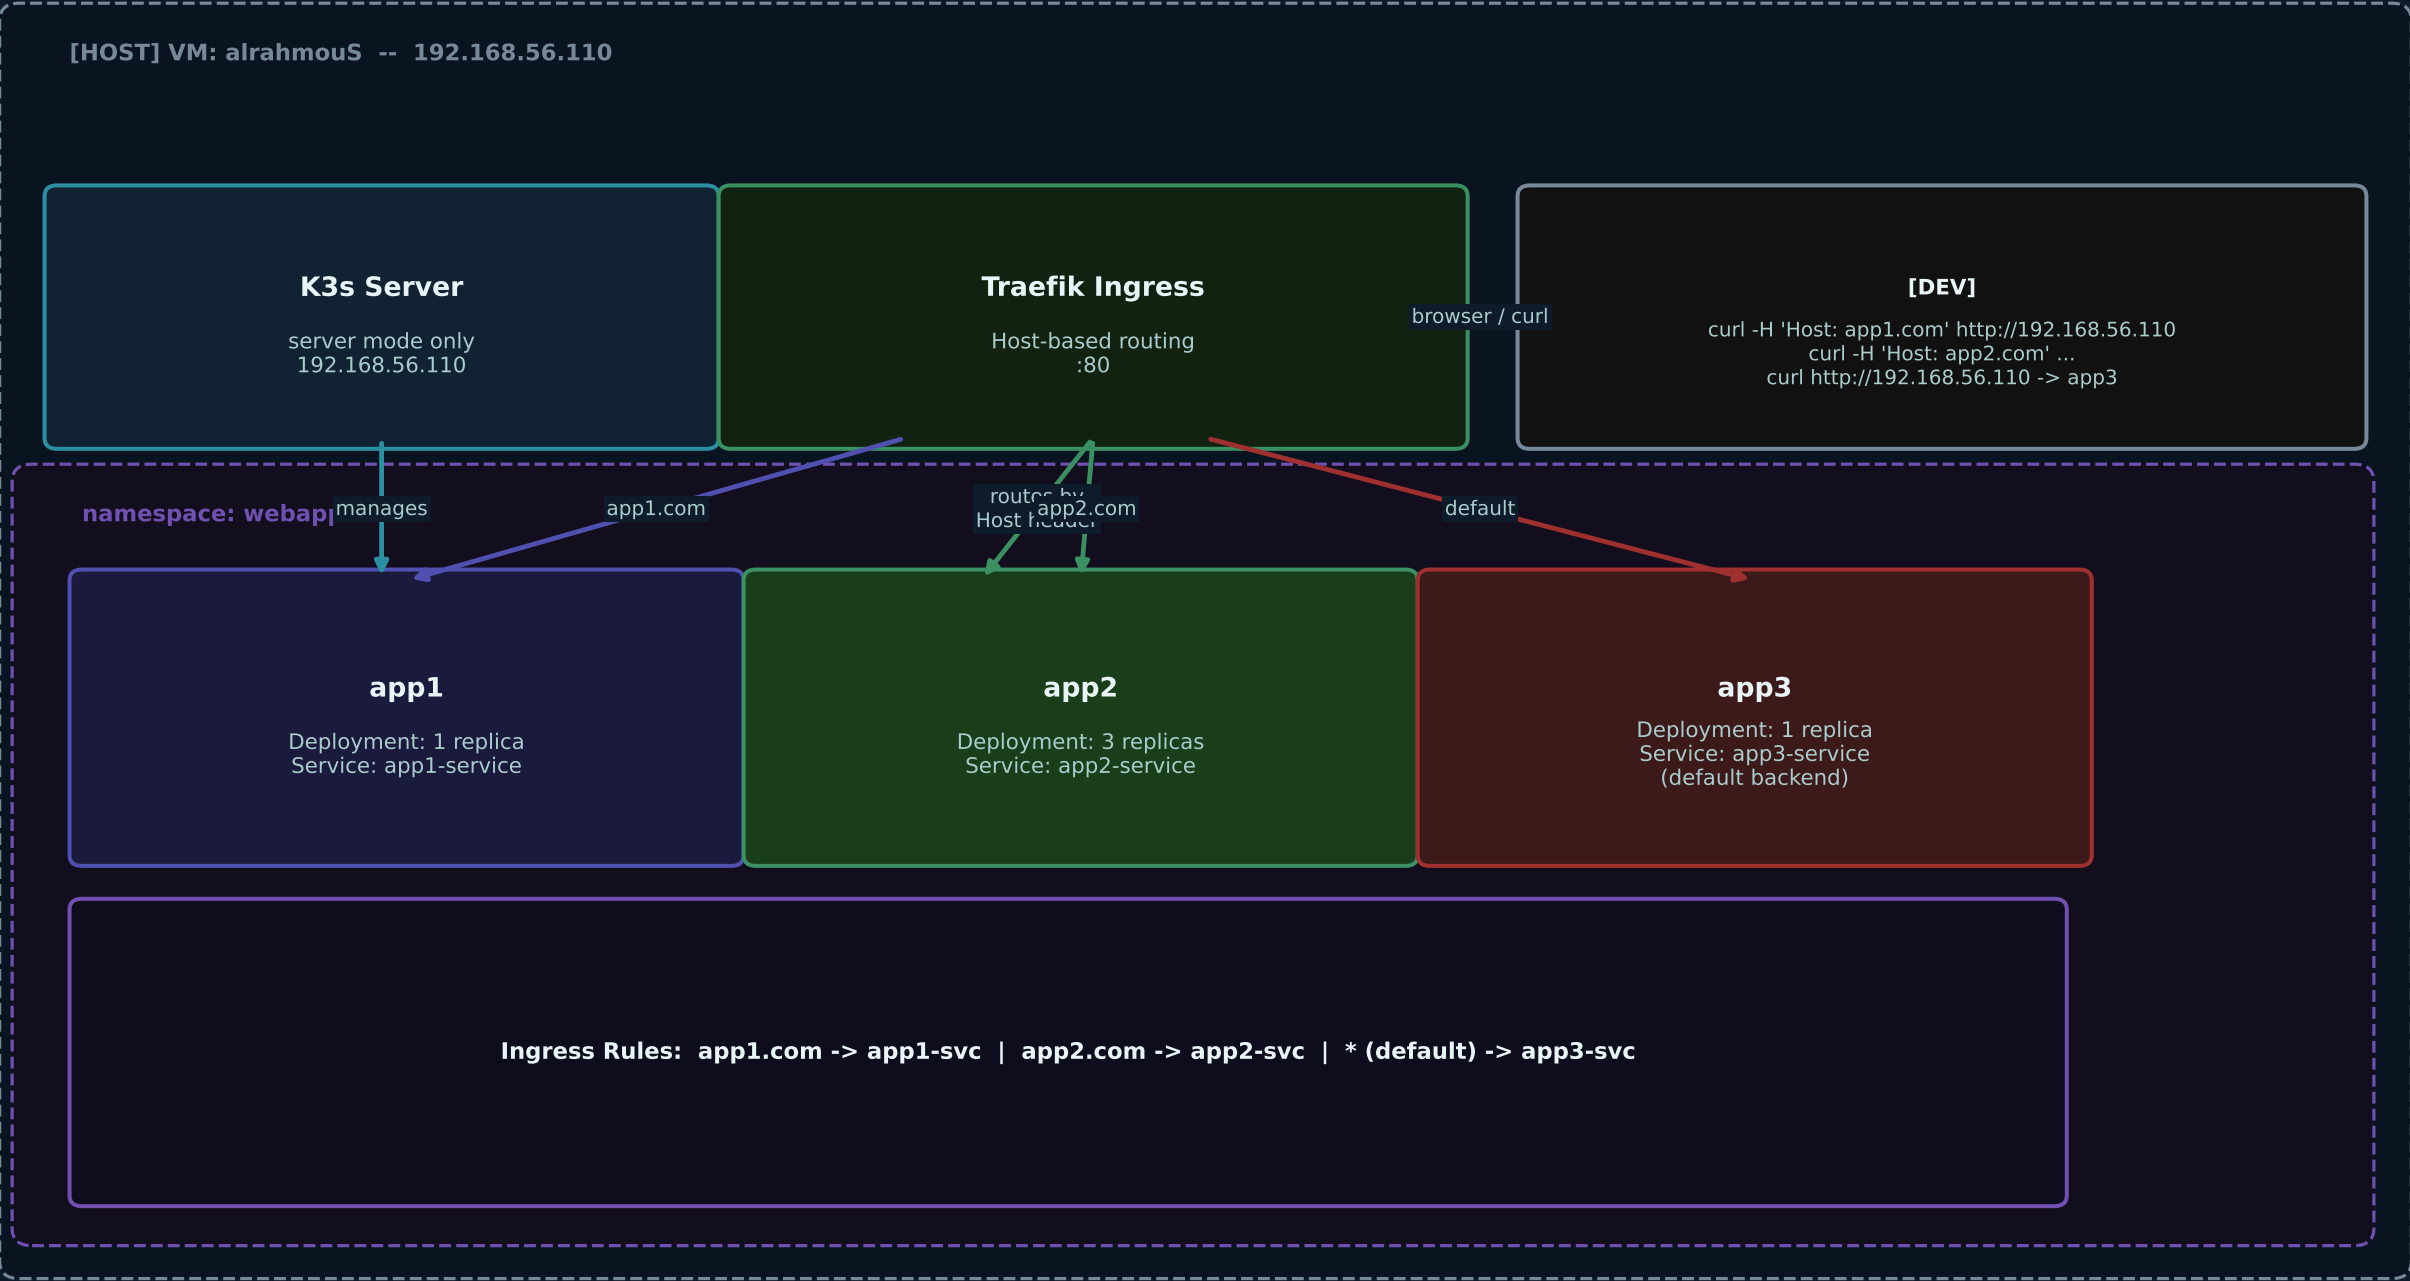 [HOST] VM: alrahmouS -- 192.168.56.110
K3s Server
server mode only
192.168.56.110
Traefik Ingress
Host-based routing
:80
browser / curl
[DEV]
curl -H 'Host: app1.com' http://192.168.56.110
curl -H 'Host: app2.com' ...
curl http://192.168.56.110 -> app3
namespace: webapp
manages
app1.com
routes by
Host header
app2.com
default
app1
Deployment: 1 replica
Service: app1-service
app2
Deployment: 3 replicas
Service: app2-service
app3
Deployment: 1 replica
Service: app3-service
(default backend)
Ingress Rules: app1.com -> app1-svc | app2.com -> app2-svc | * (default) -> app3-svc